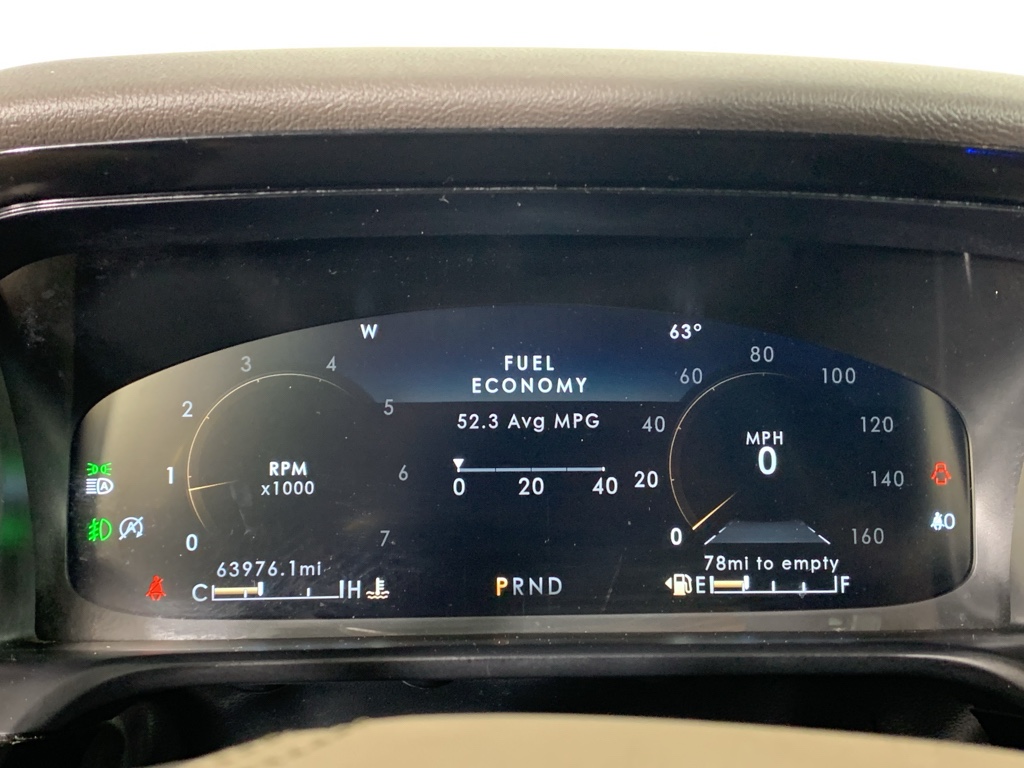 W
63°
FUEL
ECONOMY
52.3 Avg MPG
0 20 40
0
1
2
3
4
5
6
7
RPM
x1000
0
20
40
60
80
100
120
140
160
MPH
0
A
A
63976.1mi
C H
PRND
78mi to empty
E F